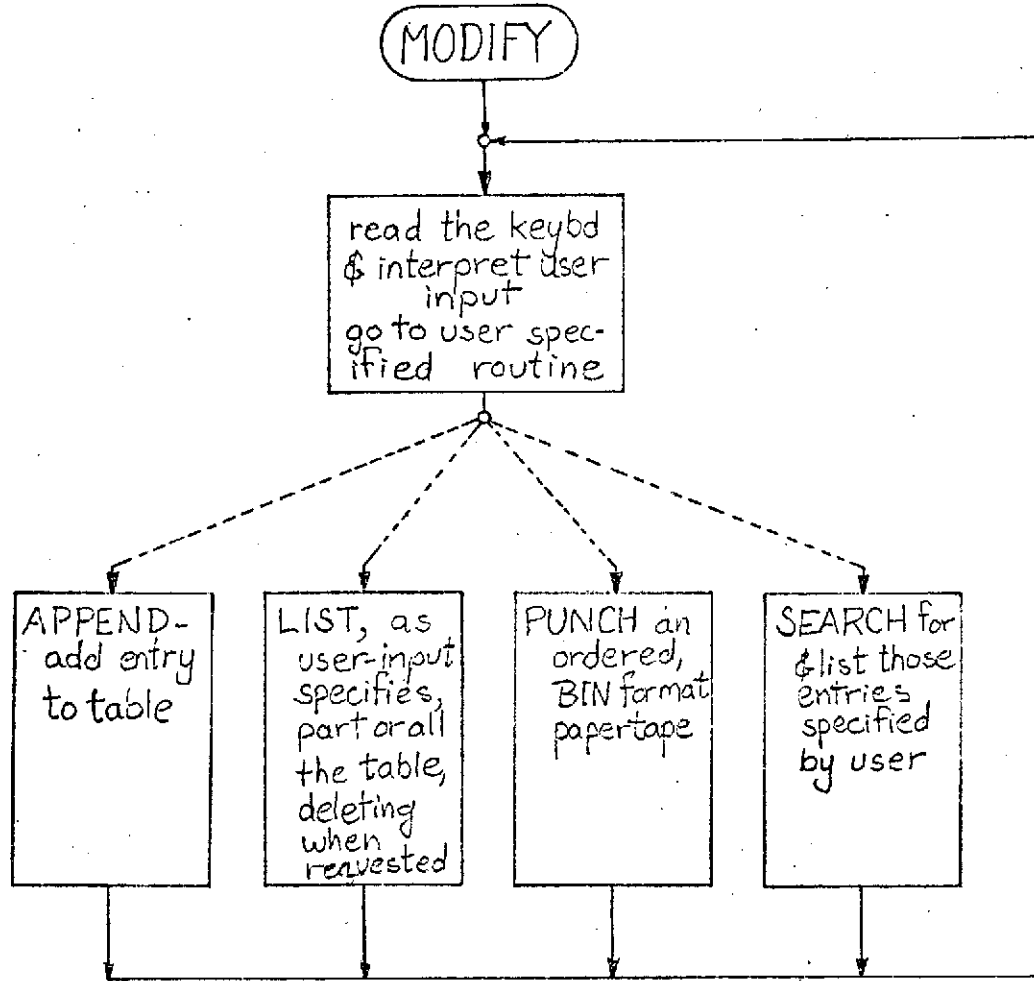 MODIFY
read the keybd
& interpret user
input
go to user spec-
ified routine
APPEND-
add entry
to table
LIST, as
user-input
specifies,
part or all
the table,
deleting
when
requested
PUNCH an
ordered,
BIN format
papertape
SEARCH for
& list those
entries
specified
by user